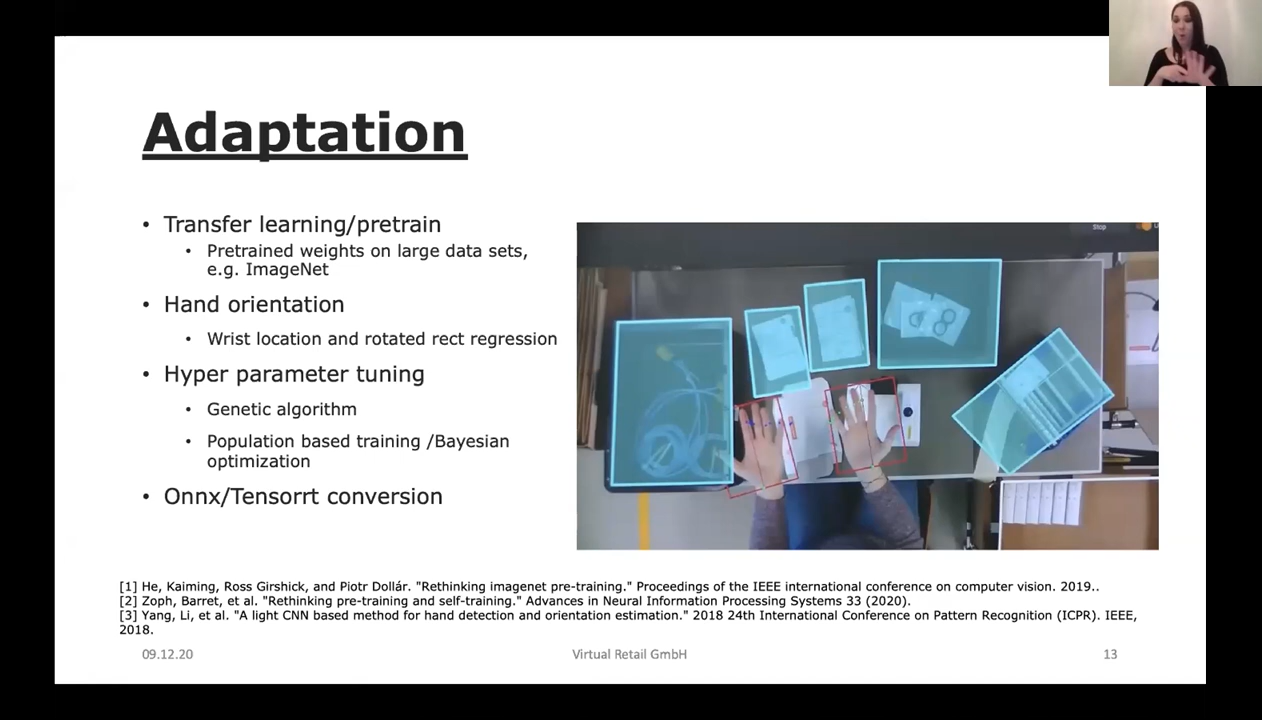 Adaptation
• Transfer learning/pretrain
• Pretrained weights on large data sets,
e.g. ImageNet
• Hand orientation
• Wrist location and rotated rect regression
• Hyper parameter tuning
• Genetic algorithm
• Population based training /Bayesian
optimization
• Onnx/Tensorrt conversion
Stop
[1] He, Kaiming, Ross Girshick, and Piotr Dollár. "Rethinking imagenet pre-training." Proceedings of the IEEE international conference on computer vision. 2019..
[2] Zoph, Barret, et al. "Rethinking pre-training and self-training." Advances in Neural Information Processing Systems 33 (2020).
[3] Yang, Li, et al. "A light CNN based method for hand detection and orientation estimation." 2018 24th International Conference on Pattern Recognition (ICPR). IEEE,
2018.
09.12.20
Virtual Retail GmbH
13